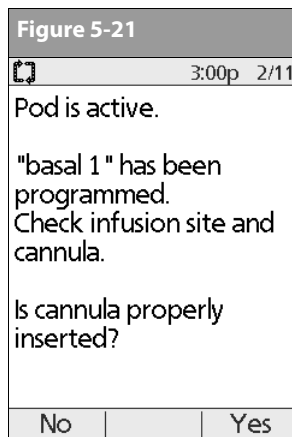 Figure 5-21
3:00p 2/11
Pod is active.
"basal 1" has been
programmed.
Check infusion site and
cannula.
Is cannula properly
inserted?
No Yes